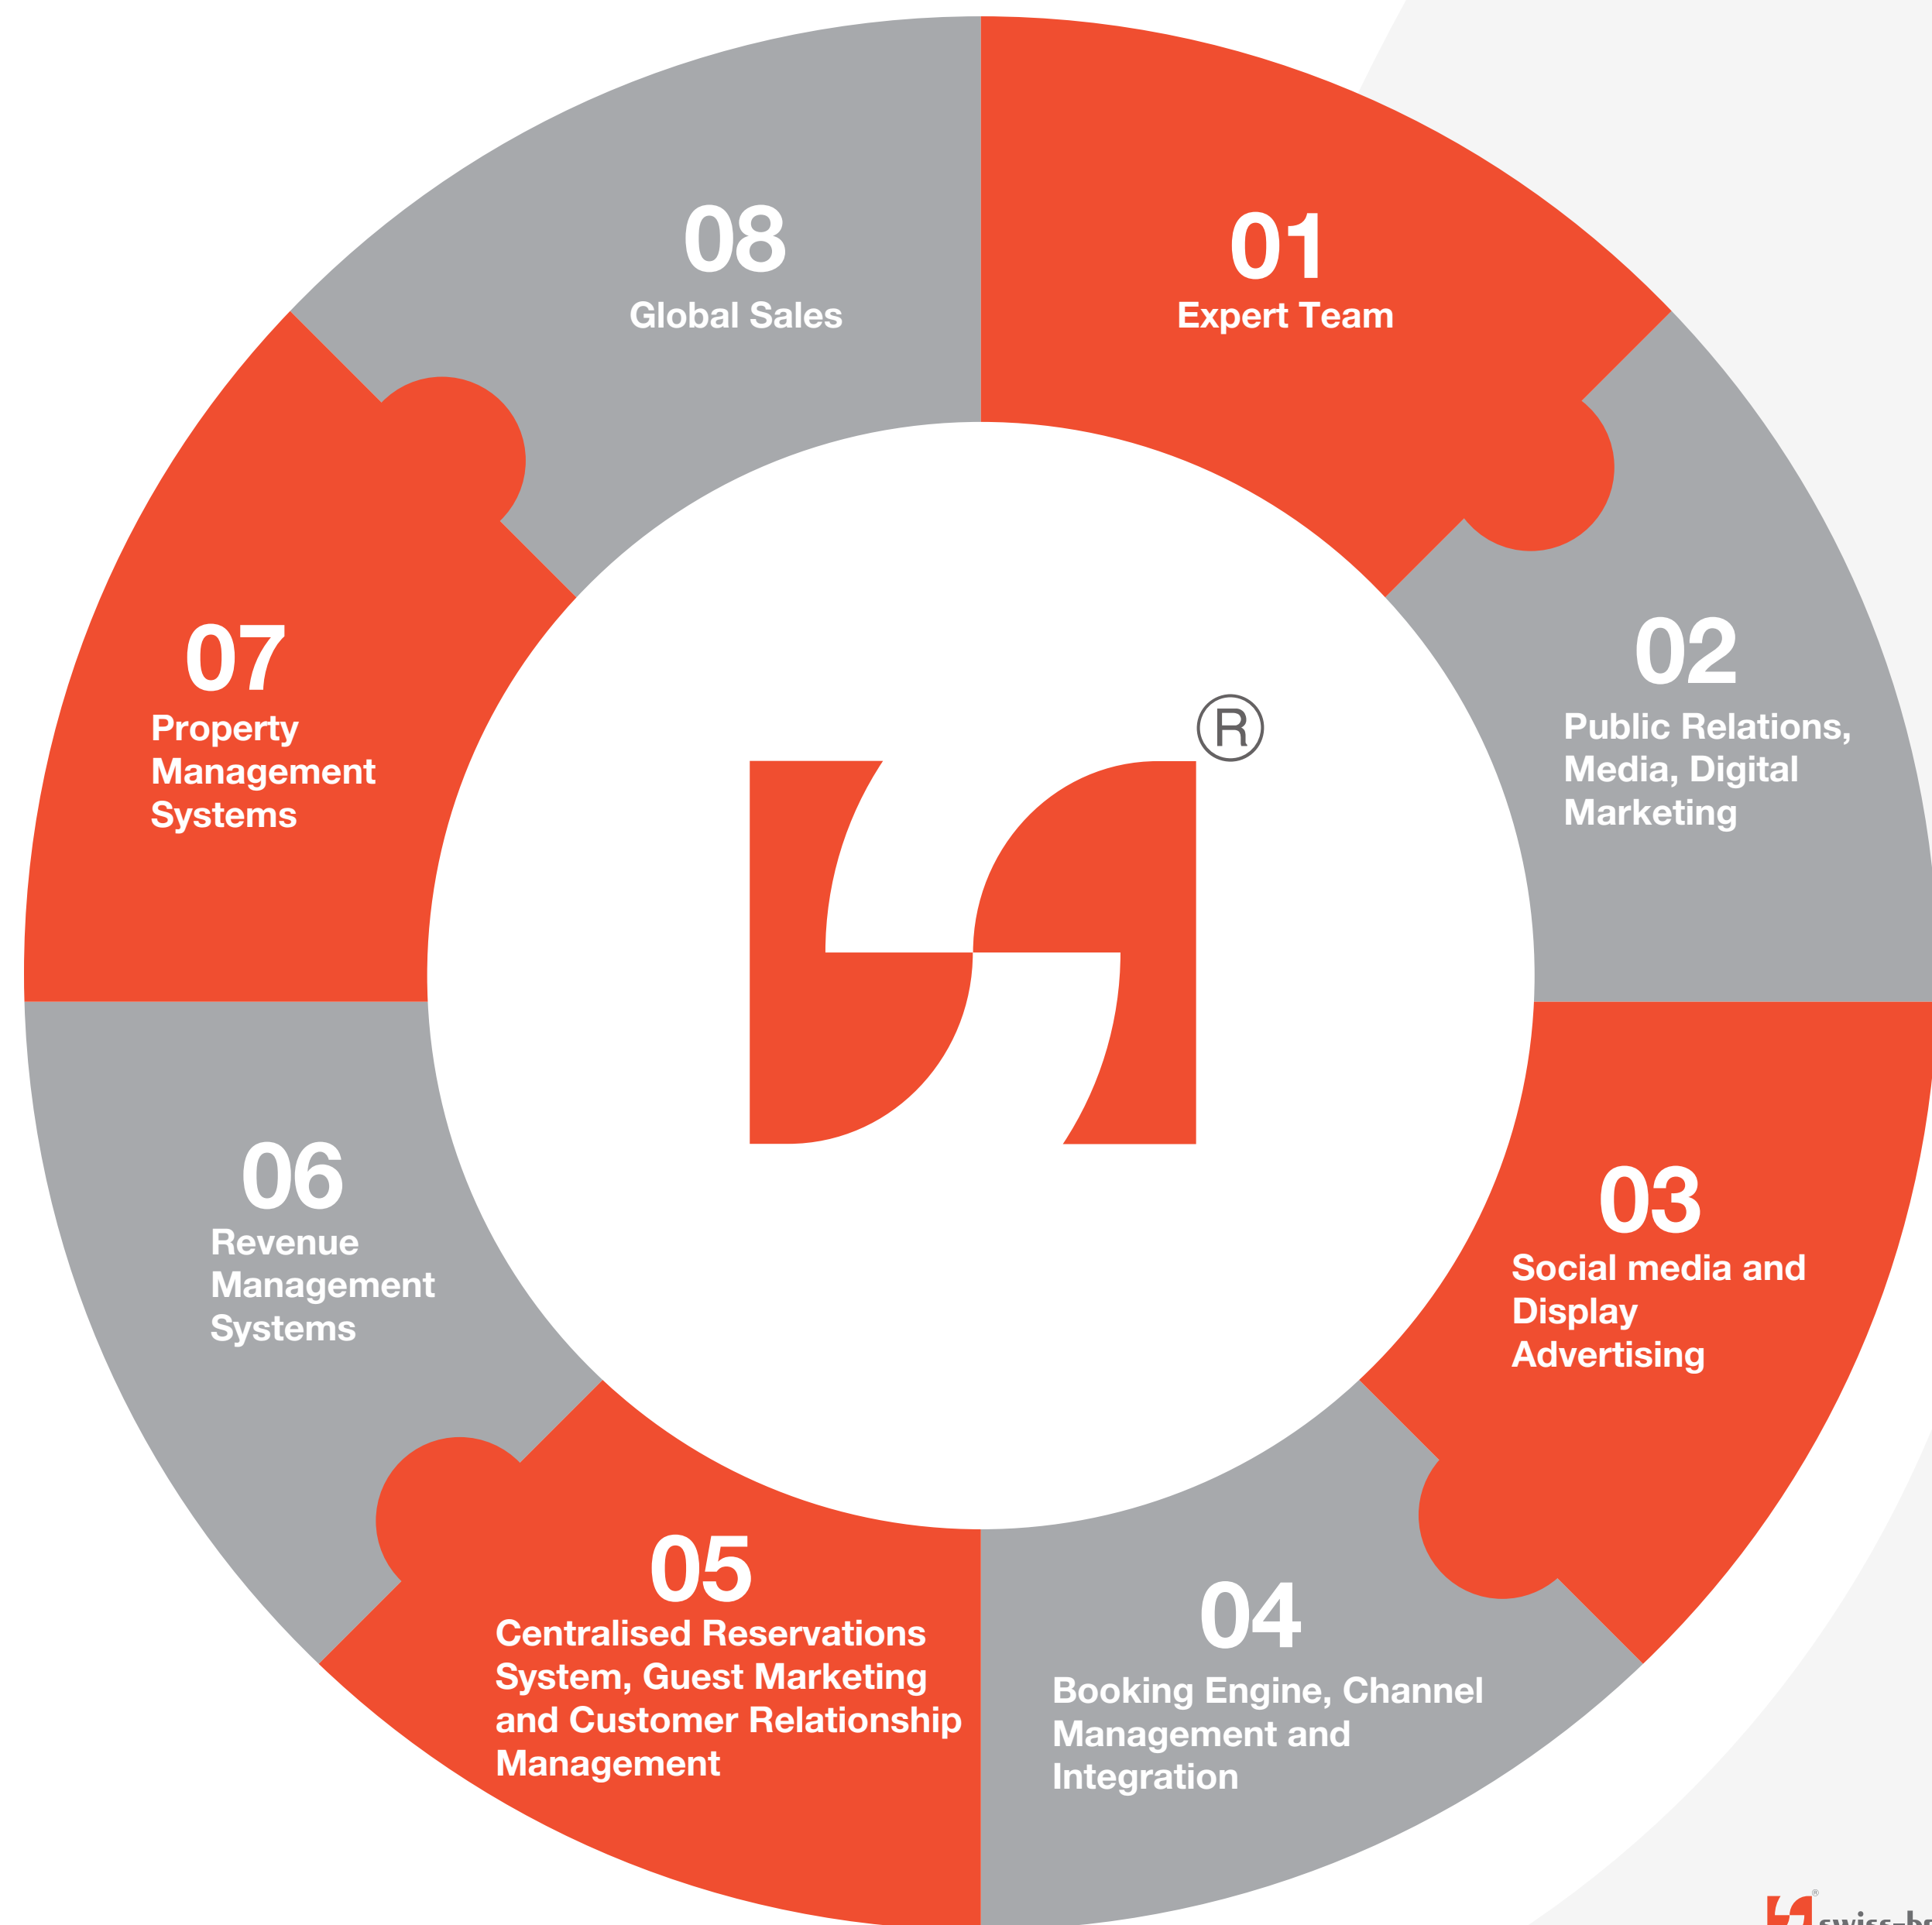 01
Expert Team
02
Public Relations,
Media, Digital
Marketing
03
Social media and
Display
Advertising
04
Booking Engine, Channel
Management and
Integration
05
Centralised Reservations
System, Guest Marketing
and Customer Relationship
Management
06
Revenue
Management
Systems
07
Property
Management
Systems
08
Global Sales
®